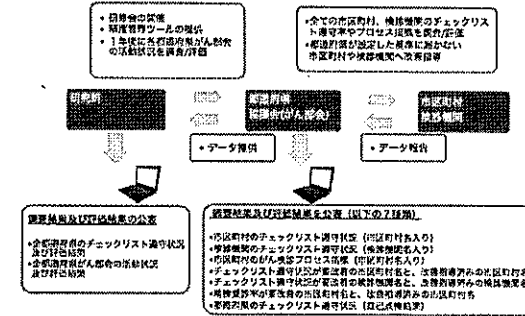 • 研修会の開催
• 精度管理ツールの提供
• 1年後に各都道府県がん部会
の活動状況を調査/評価
•全ての市区町村、検診機関のチェックリスト
遵守率やプロセス指標を調査/評価
•都道府県が設定した基準に届かない
市区町村や検診機関へ改善指導
研究班
都道府県
協議会(がん部会)
市区町村
検診機関
• データ提供
• データ報告
調査結果及び評価結果の公表
•全都道府県のチェックリスト遵守状況
及び評価結果
•全都道府県がん部会の活動状況
及び評価結果
調査結果及び評価結果を公表（以下の7種類）
•市区町村のチェックリスト遵守状況（市区町村名入り）
•検診機関のチェックリスト遵守状況（検診機関名入り）
•市区町村のがん検診プロセス指標（市区町村名入り）
•チェックリスト遵守状況が要改善の市区町村名と、改善指導済みの市区町村名
•チェックリスト遵守状況が要改善の検診機関名と、改善指導済みの検診機関名
•精検受診率が要改善の市区町村名と、改善指導済みの市区町村名
•都道府県のチェックリスト遵守状況（自己点検結果）